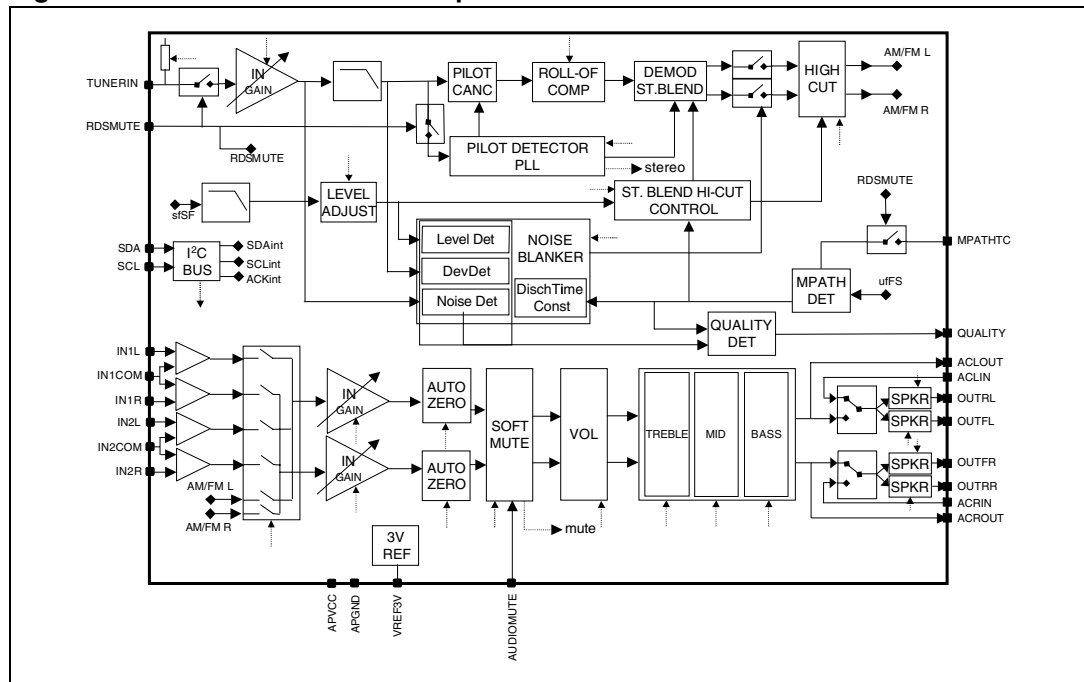 TUNERIN
IN
GAIN
PILOT
CANC
ROLL-OF
COMP
DEMOD
ST.BLEND
HIGH
CUT
AM/FM L
AM/FM R
RDSMUTE
RDSMUTE
PILOT DETECTOR
PLL
stereo
sfSF
LEVEL
ADJUST
ST. BLEND HI-CUT
CONTROL
RDSMUTE
SDA
SCL
I²C
BUS
SDAint
SCLint
ACKint
Level Det
DevDet
Noise Det
NOISE
BLANKER
DischTime
Const
MPATHTC
MPATH
DET
ufFS
QUALITY
DET
QUALITY
IN1L
IN1COM
IN1R
IN2L
IN2COM
IN2R
AM/FM L
AM/FM R
IN
GAIN
IN
GAIN
AUTO
ZERO
AUTO
ZERO
SOFT
MUTE
VOL
TREBLE
MID
BASS
mute
SPKR
SPKR
SPKR
SPKR
ACLOUT
ACLIN
OUTRL
OUTFL
OUTFR
OUTRR
ACRIN
ACROUT
3V
REF
APVCC
APGND
VREF3V
AUDIOMUTE